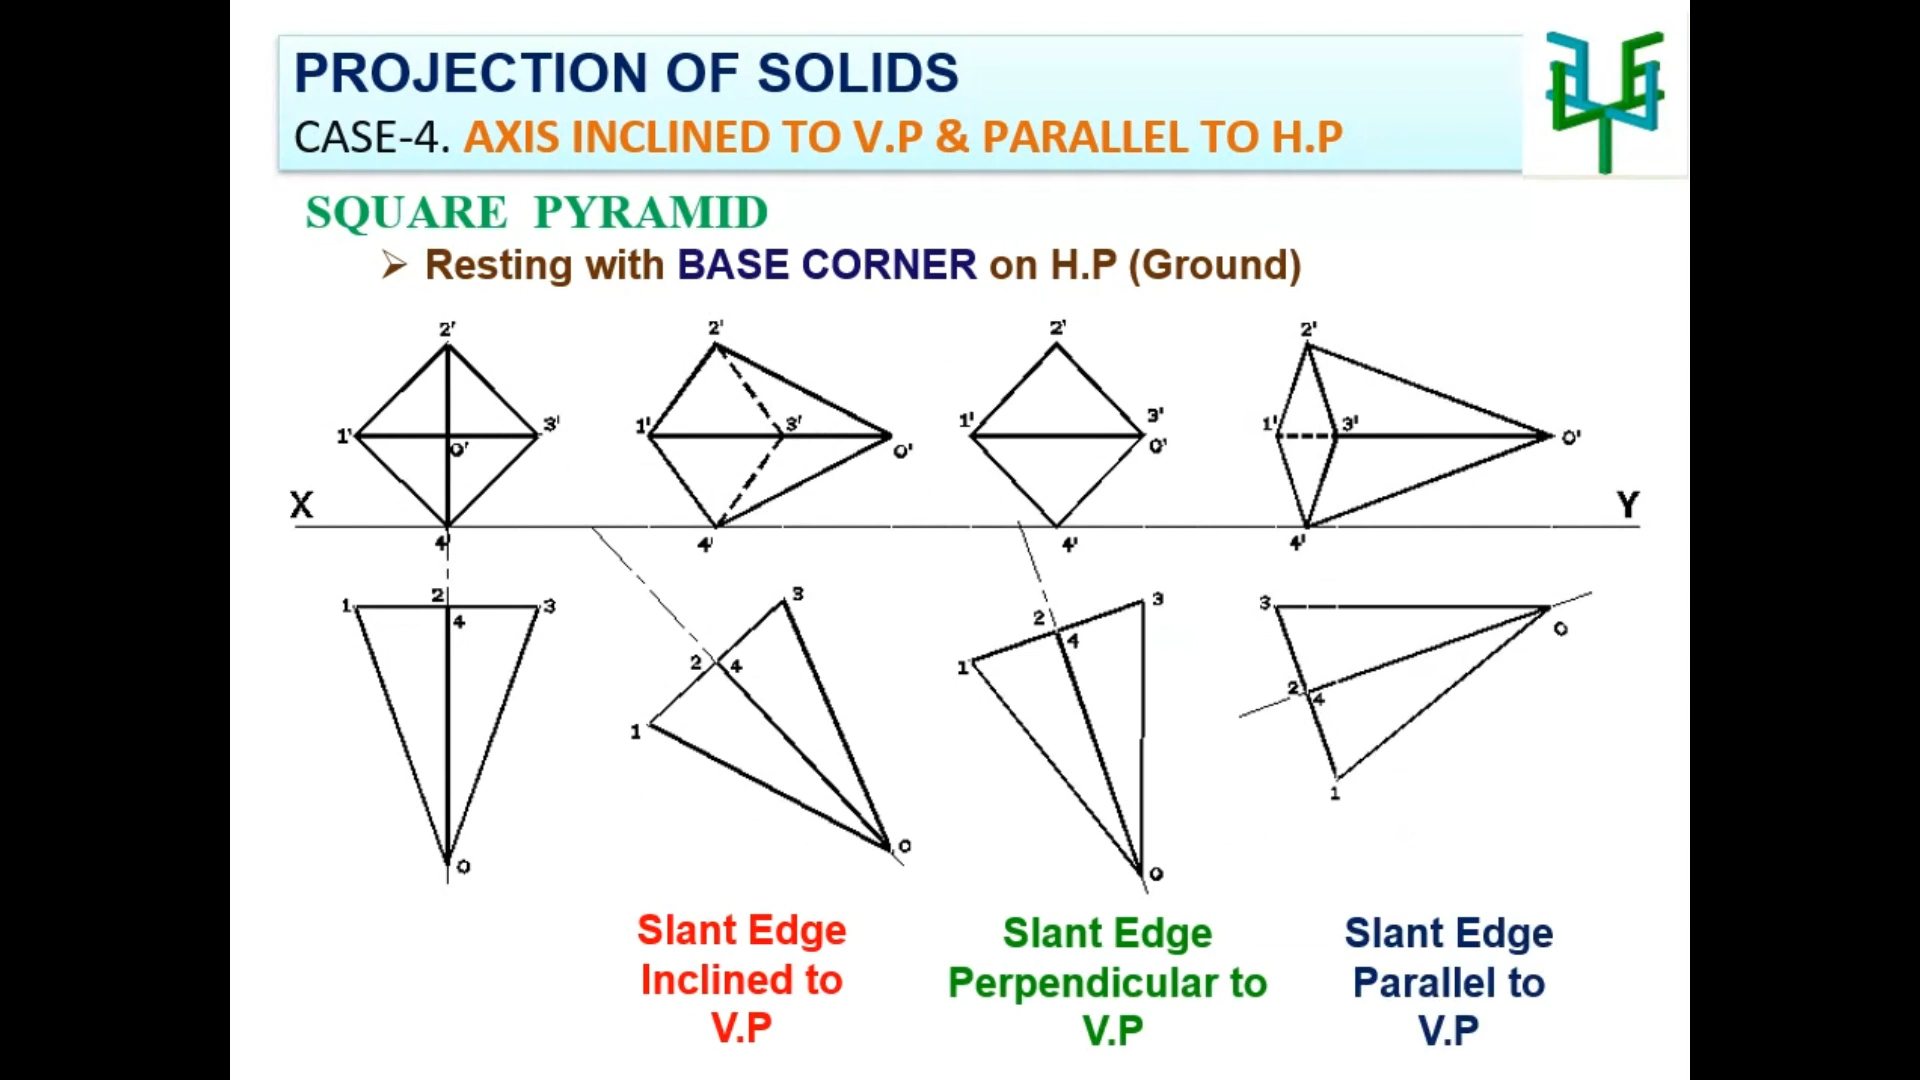 PROJECTION OF SOLIDS
CASE-4. AXIS INCLINED TO V.P & PARALLEL TO H.P
SQUARE PYRAMID
➢ Resting with BASE CORNER on H.P (Ground)
2' 2' 2' 2'
1' 3' O' 1' 3' O' 1' 3' O' 1' 3' O'
X Y
4' 4' 4' 4'
1 2 3 4 O
1 2 3 4 O
1 2 3 4 O
3 2 4 1 O
Slant Edge
Inclined to
V.P
Slant Edge
Perpendicular to
V.P
Slant Edge
Parallel to
V.P